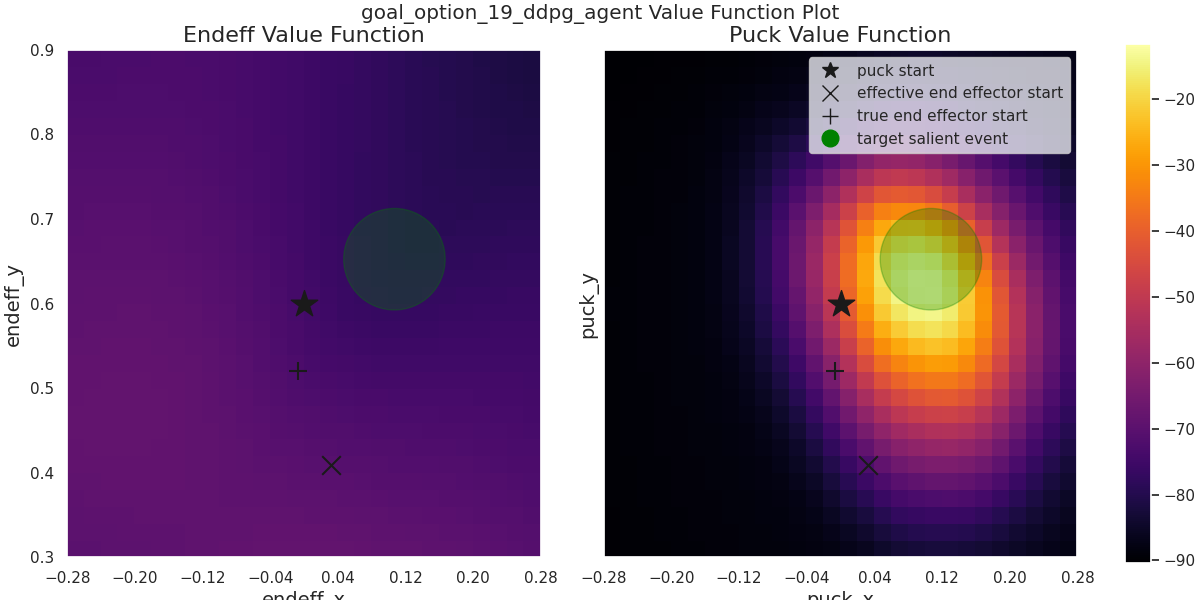 goal_option_19_ddpg_agent Value Function Plot
Endeff Value Function
Puck Value Function
0.9
0.8
0.7
0.6
0.5
0.4
0.3
endeff_y
−0.28 −0.20 −0.12 −0.04 0.04 0.12 0.20 0.28
endeff_x
puck_y
puck start
effective end effector start
true end effector start
target salient event
−0.28 −0.20 −0.12 −0.04 0.04 0.12 0.20 0.28
puck_x
−20
−30
−40
−50
−60
−70
−80
−90